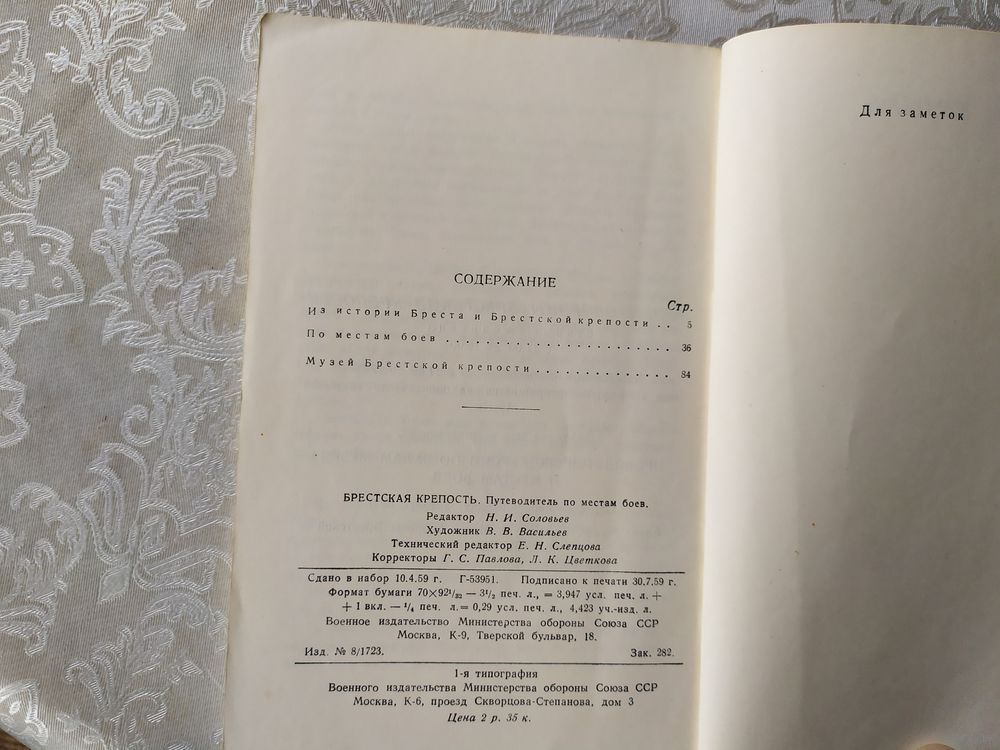 СОДЕРЖАНИЕ
Стр.
Из истории Бреста и Брестской крепости . . 5
По местам боев . . . . . . . . . . . . . . . . . . . . . . 36
Музей Брестской крепости . . . . . . . . . . . . . 84
БРЕСТСКАЯ КРЕПОСТЬ. Путеводитель по местам боев.
Редактор Н. И. Соловьев
Художник В. В. Васильев
Технический редактор Е. Н. Слепцова
Корректоры Г. С. Павлова, Л. К. Цветкова
Сдано в набор 10.4.59 г. Г-53951. Подписано к печати 30.7.59 г.
Формат бумаги 70×92¹/₃₂ — 3¹/₂ печ. л., = 3,947 усл. печ. л. +
+ 1 вкл. — ¹/₄ печ. л. = 0,29 усл. печ. л., 4,423 уч.-изд. л.
Военное издательство Министерства обороны Союза ССР
Москва, К-9, Тверской бульвар, 18.
Изд. № 8/1723. Зак. 282.
1-я типография
Военного издательства Министерства обороны Союза ССР
Москва, К-6, проезд Скворцова-Степанова, дом 3
Цена 2 р. 35 к.
Для заметок